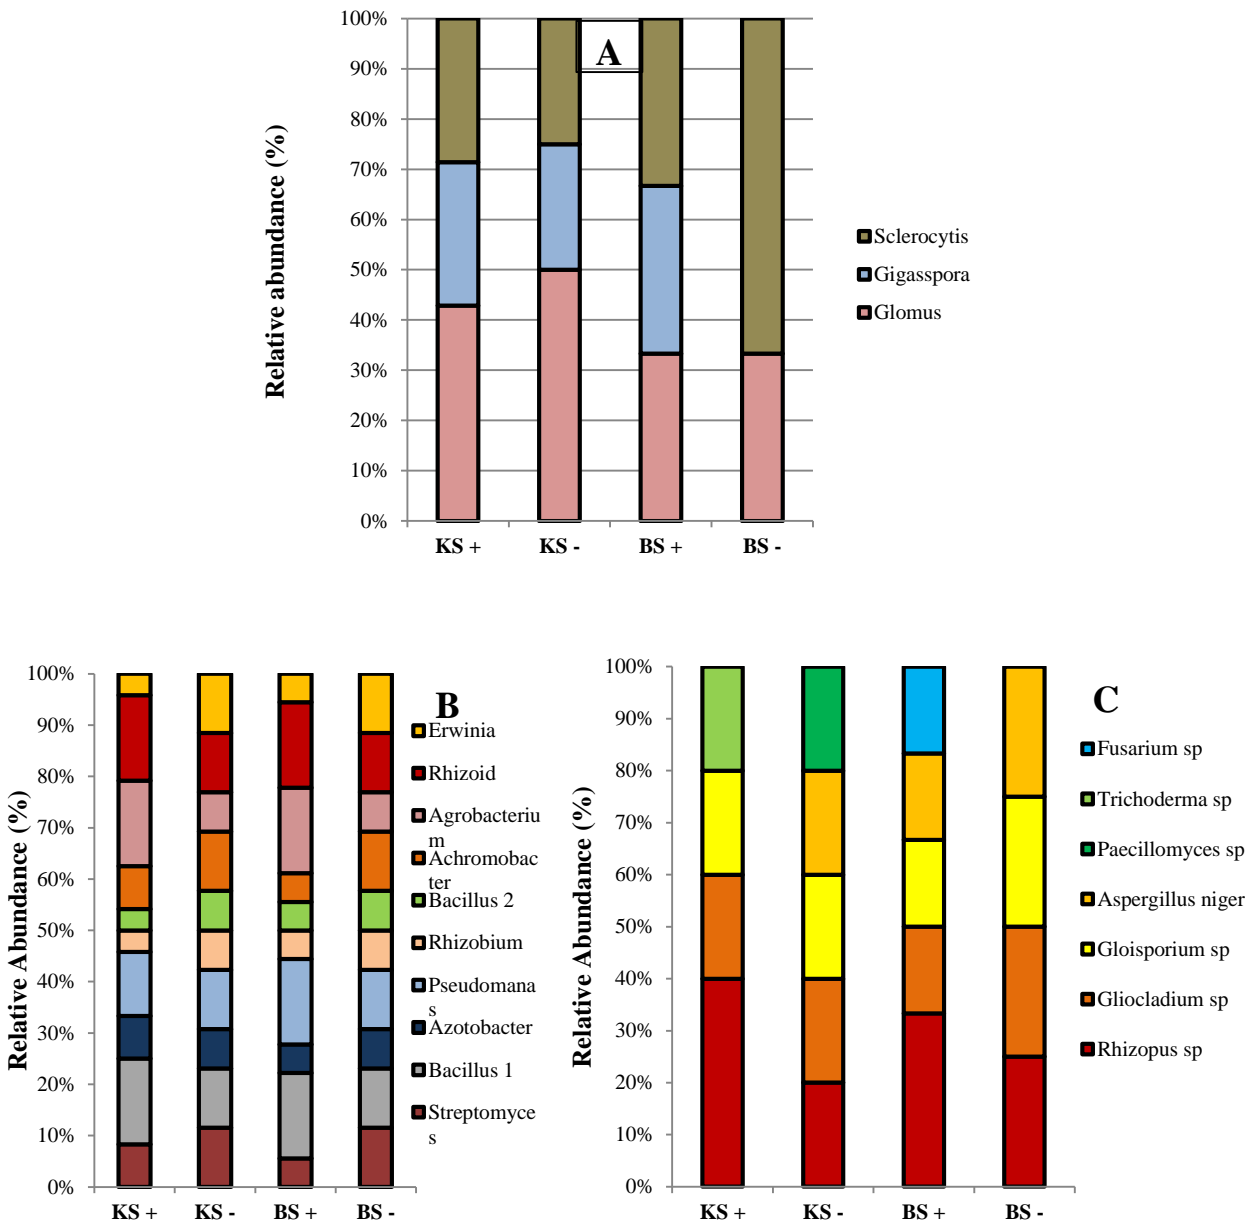 A
Relative abundance (%)
100%
90%
80%
70%
60%
50%
40%
30%
20%
10%
0%
KS +
KS -
BS +
BS -
Sclerocytis
Gigasspora
Glomus
B
Relative Abundance (%)
100%
90%
80%
70%
60%
50%
40%
30%
20%
10%
0%
KS +
KS -
BS +
BS -
Erwinia
Rhizoid
Agrobacteriu
m
Achromobac
ter
Bacillus 2
Rhizobium
Pseudomana
s
Azotobacter
Bacillus 1
Streptomyce
s
C
Relative Abundance (%)
100%
90%
80%
70%
60%
50%
40%
30%
20%
10%
0%
KS +
KS -
BS +
BS -
Fusarium sp
Trichoderma sp
Paecillomyces sp
Aspergillus niger
Gloisporium sp
Gliocladium sp
Rhizopus sp